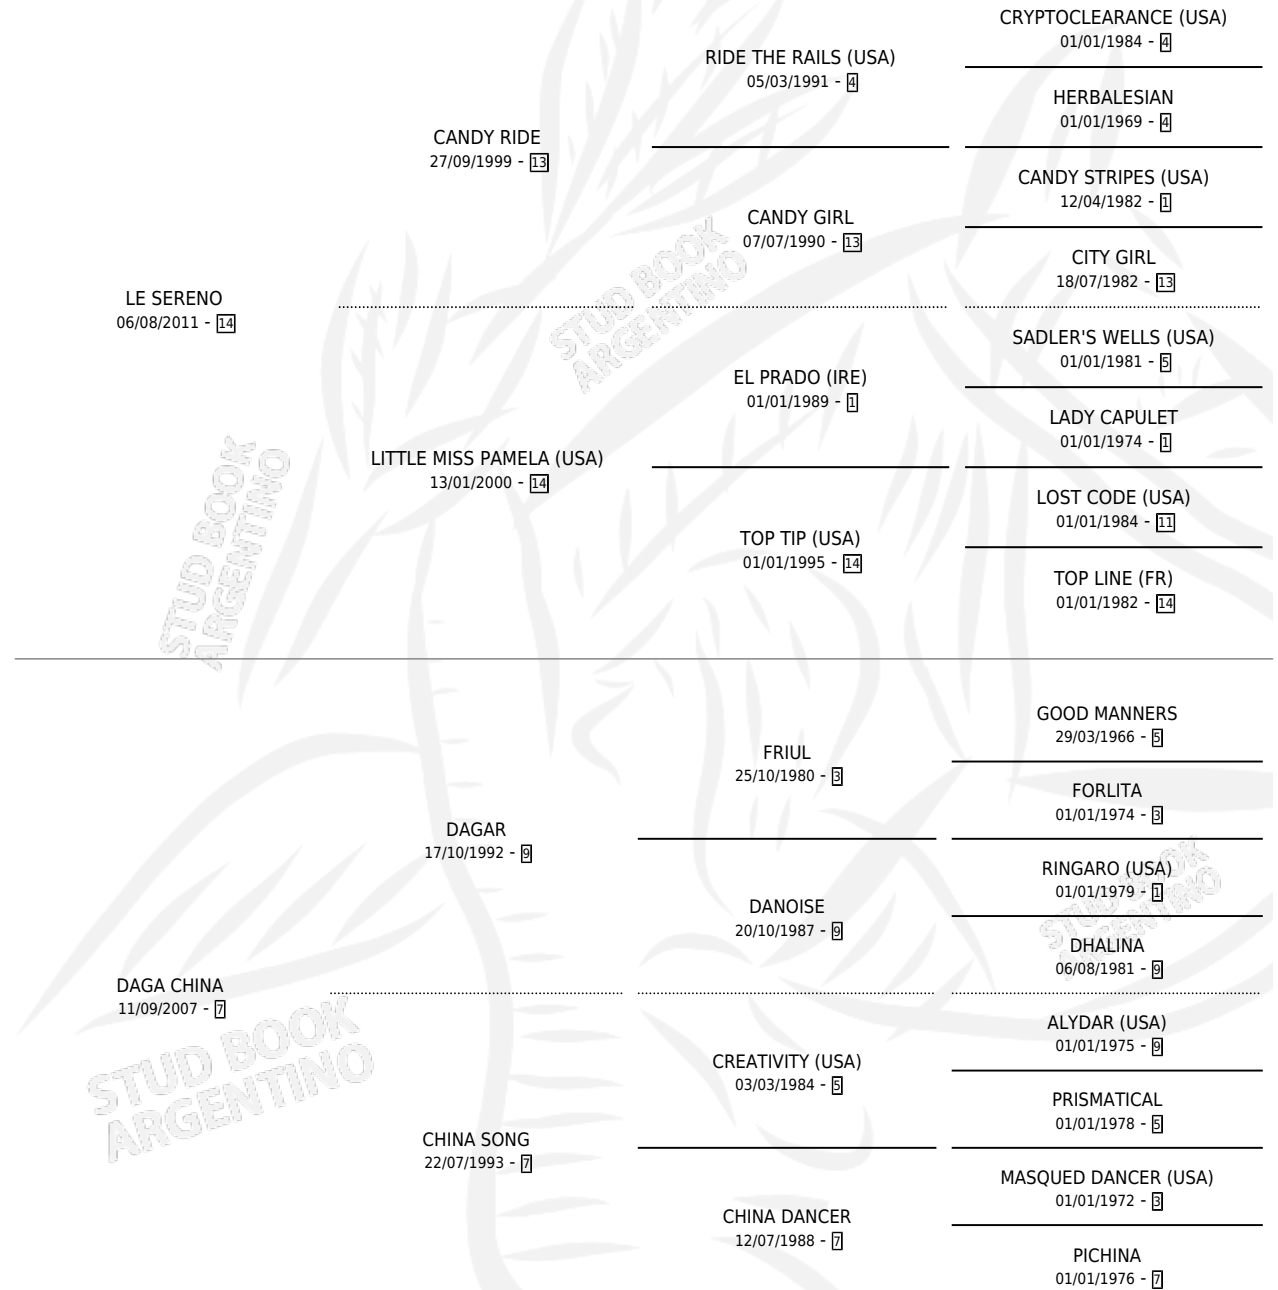 CRYPTOCLEARANCE (USA)
01/01/1984 - 4
RIDE THE RAILS (USA)
05/03/1991 - 4
HERBALESIAN
01/01/1969 - 4
CANDY RIDE
27/09/1999 - 13
CANDY STRIPES (USA)
12/04/1982 - 1
CANDY GIRL
07/07/1990 - 13
CITY GIRL
18/07/1982 - 13
LE SERENO
06/08/2011 - 14
STUD BOOK
ARGENTINO
SADLER'S WELLS (USA)
01/01/1981 - 5
EL PRADO (IRE)
01/01/1989 - 1
LADY CAPULET
01/01/1974 - 1
LITTLE MISS PAMELA (USA)
13/01/2000 - 14
LOST CODE (USA)
01/01/1984 - 11
TOP TIP (USA)
01/01/1995 - 14
TOP LINE (FR)
01/01/1982 - 14
STUD BOOK
ARGENTINO
GOOD MANNERS
29/03/1966 - 5
FRIUL
25/10/1980 - 3
FORLITA
01/01/1974 - 3
DAGAR
17/10/1992 - 9
RINGARO (USA)
01/01/1979 - 1
DANOISE
20/10/1987 - 9
STUD BOOK
ARGENTINO
DHALINA
06/08/1981 - 9
DAGA CHINA
11/09/2007 - 7
STUD BOOK
ARGENTINO
ALYDAR (USA)
01/01/1975 - 9
CREATIVITY (USA)
03/03/1984 - 5
PRISMATICAL
01/01/1978 - 5
CHINA SONG
22/07/1993 - 7
MASQUED DANCER (USA)
01/01/1972 - 3
CHINA DANCER
12/07/1988 - 7
PICHINA
01/01/1976 - 7